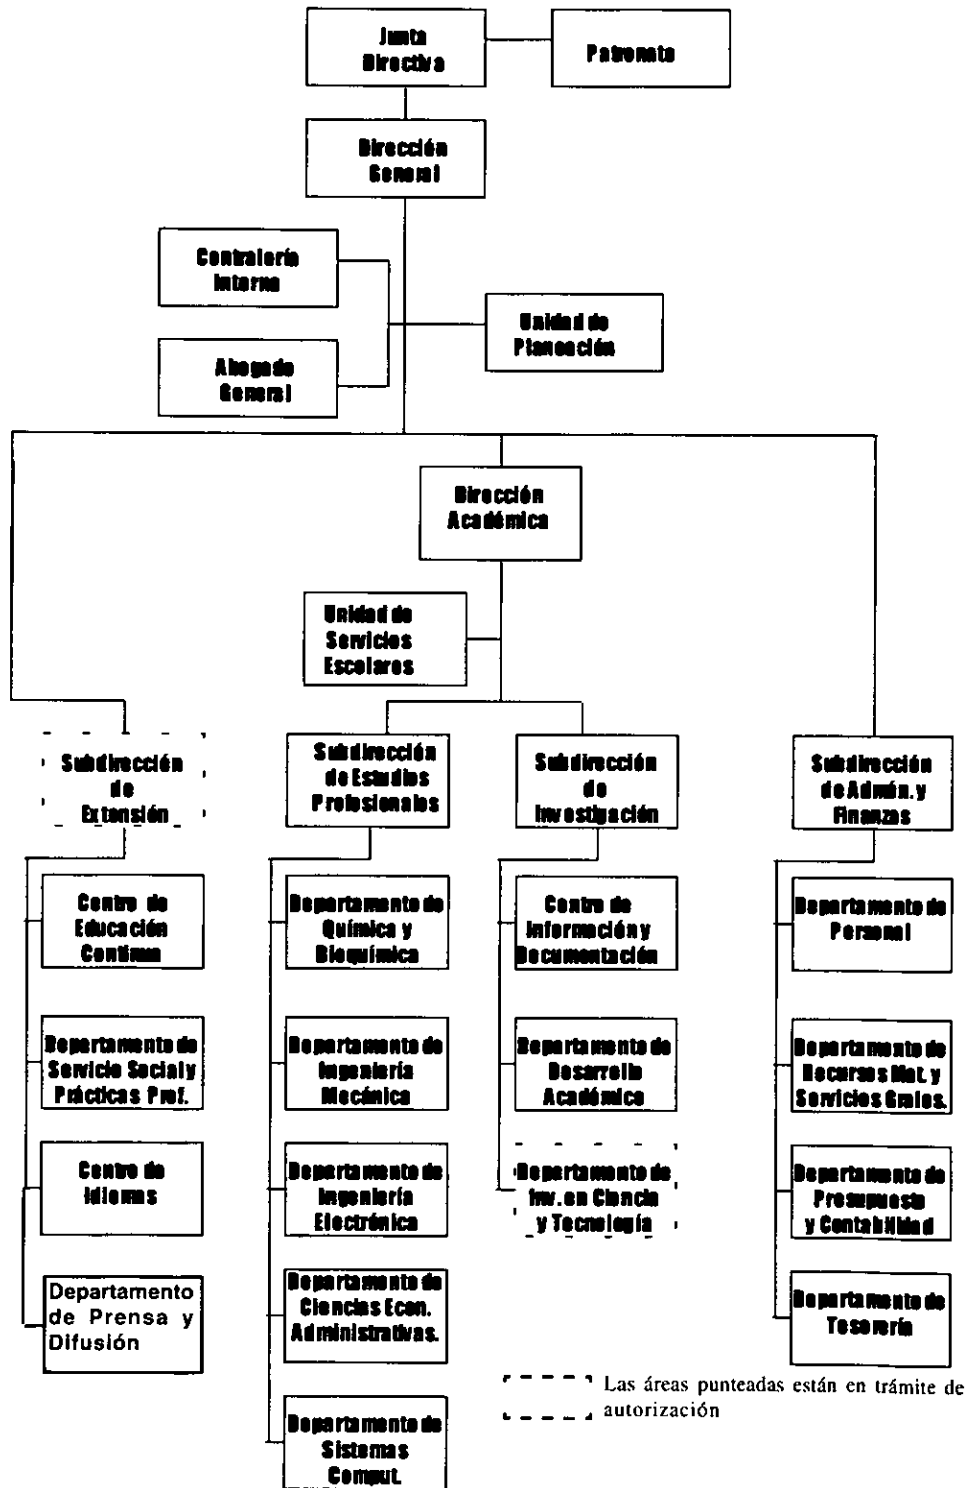 Junta
Directiva
Patronato
Dirección
General
Contraloría
Interna
Unidad de
Planeación
Abogado
General
Dirección
Académica
Unidad de
Servicios
Escolares
Subdirección
de
Extensión
Subdirección
de Estudios
Profesionales
Subdirección
de
Investigación
Subdirección
de Admón. y
Finanzas
Centro de
Educación
Continua
Departamento de
Química y
Bioquímica
Centro de
Información y
Documentación
Departamento de
Personal
Departamento de
Servicio Social y
Prácticas Prof.
Departamento de
Ingeniería
Mecánica
Departamento de
Desarrollo
Académico
Departamento de
Recursos Mat. y
Servicios Grales.
Centro de
Idiomas
Departamento de
Ingeniería
Electrónica
Departamento de
Inv. en Ciencia
y Tecnología
Departamento de
Presupuesto
y Contabilidad
Departamento
de Prensa y
Difusión
Departamento de
Ciencias Econ.
Administrativas.
Departamento de
Tesorería
Las áreas punteadas están en trámite de
autorización
Departamento de
Sistemas
Comput.